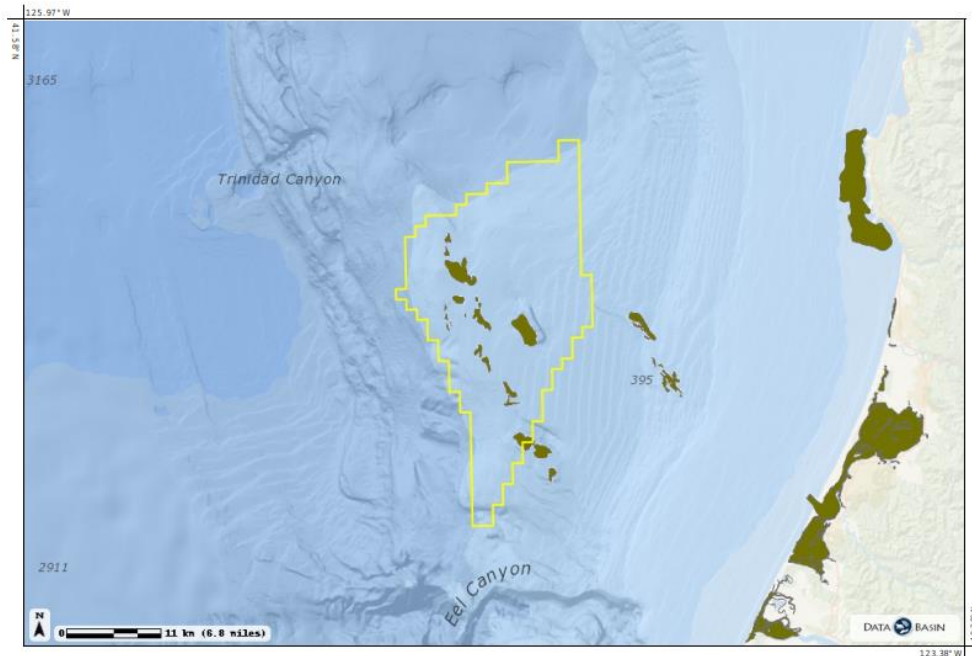 125.97° W
41.58° N
3165
Trinidad Canyon
395
2911
Eel Canyon
N
0 11 km (6.8 miles)
DATA BASIN
123.38° W